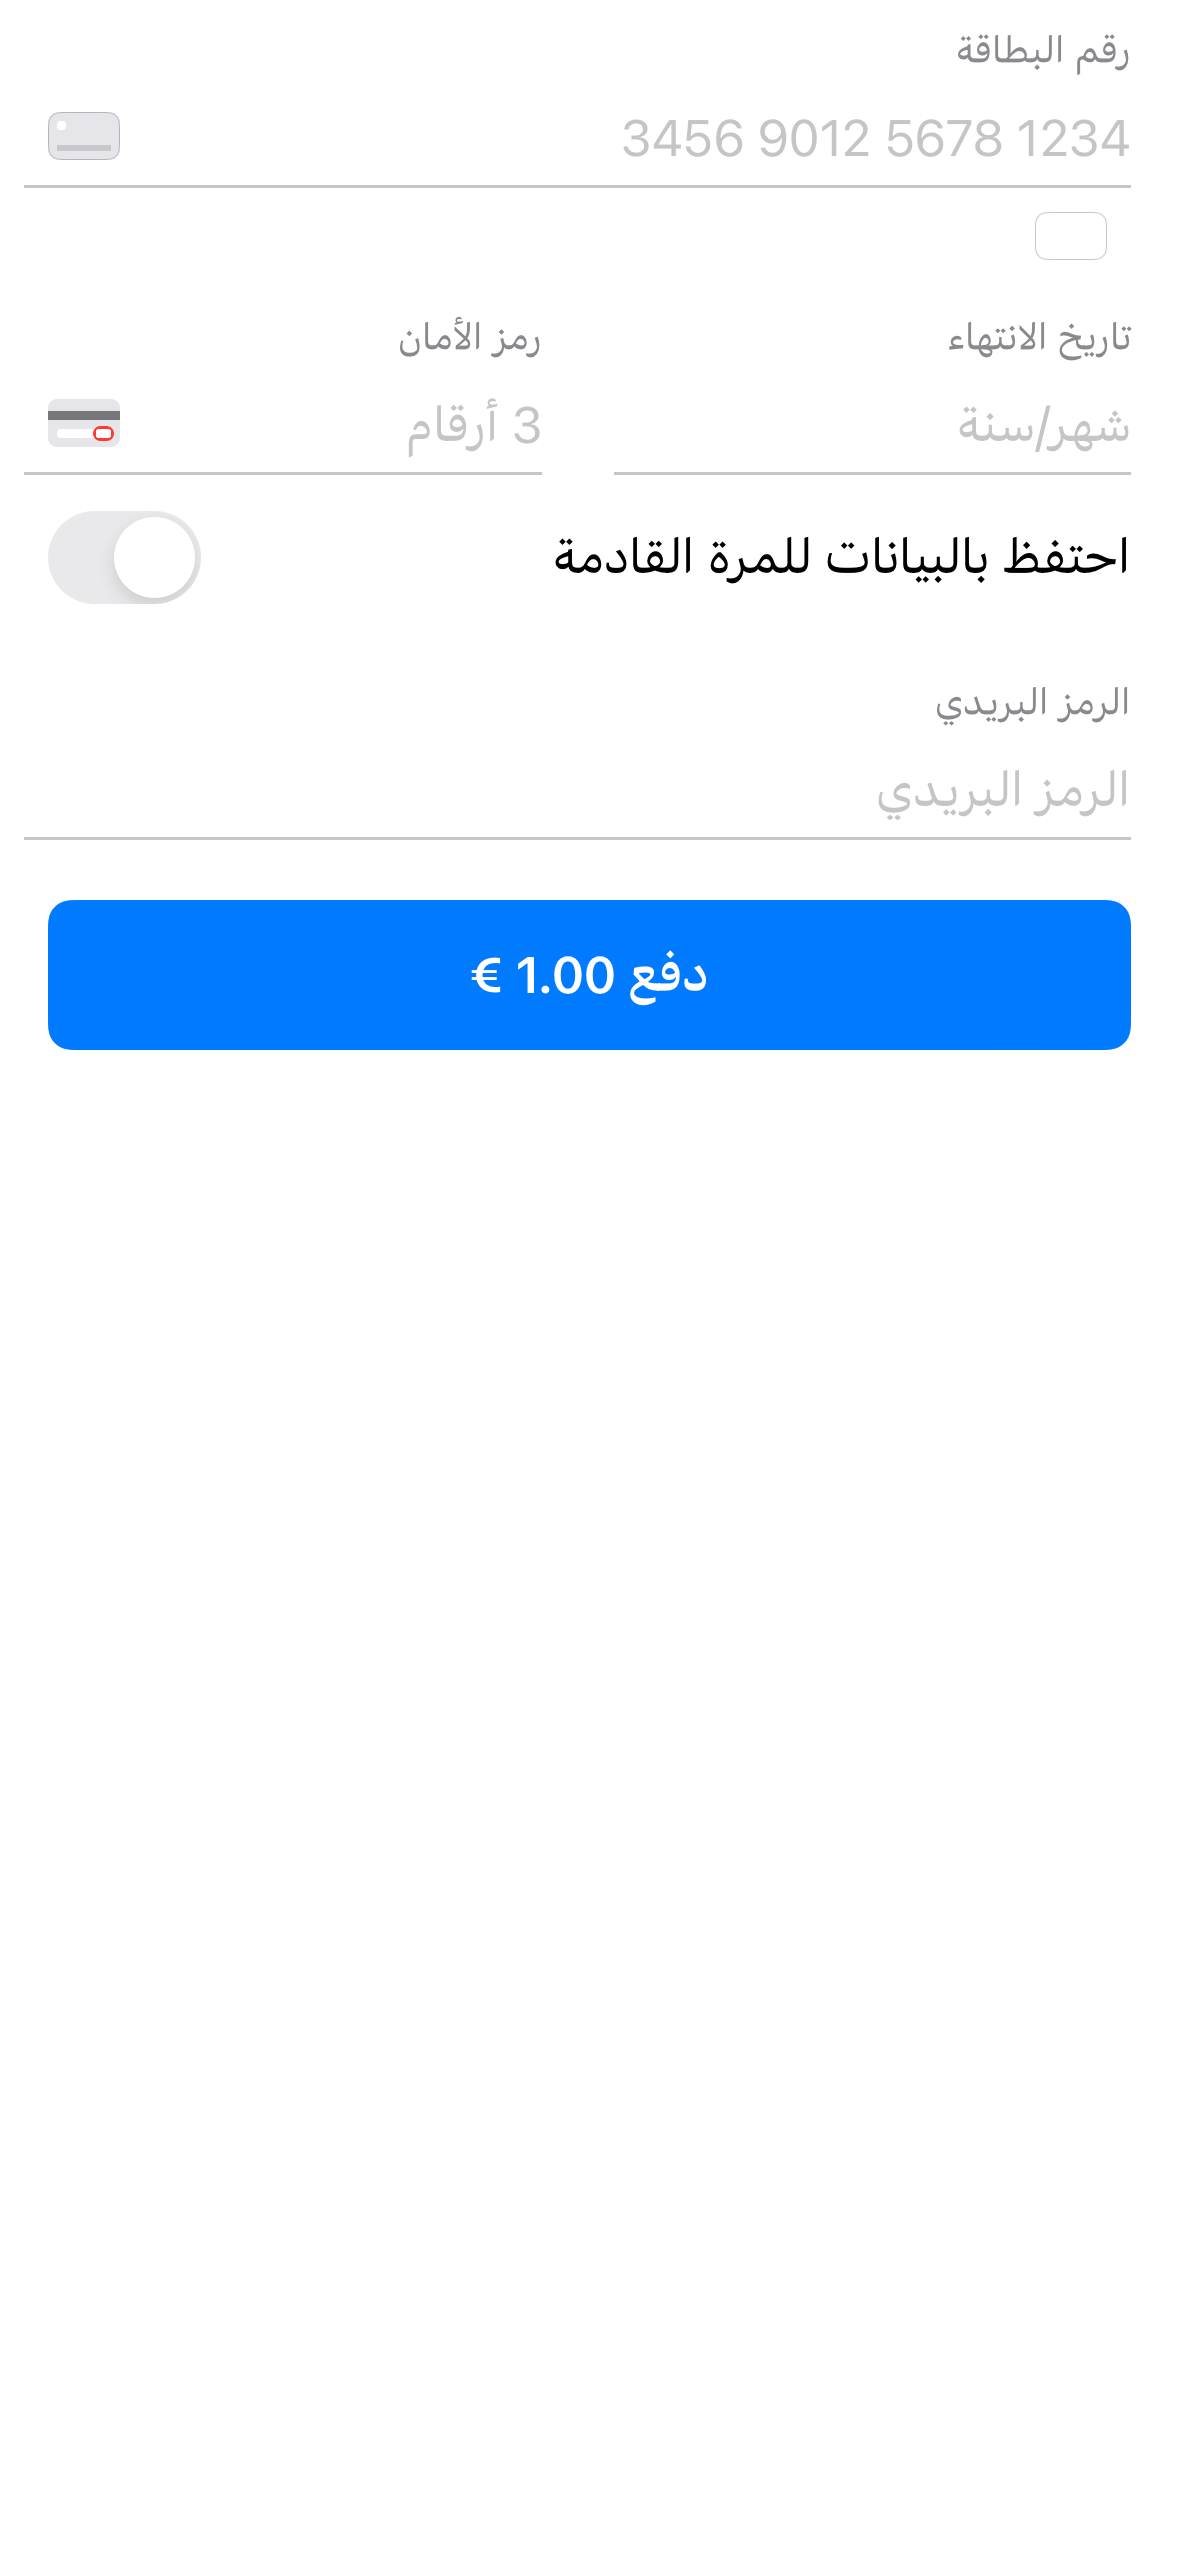 رقم البطاقة
3456 9012 5678 1234
تاريخ الانتهاء
شهر/سنة
رمز الأمان
3 أرقام
احتفظ بالبيانات للمرة القادمة
الرمز البريدي
الرمز البريدي
دفع 1.00 €